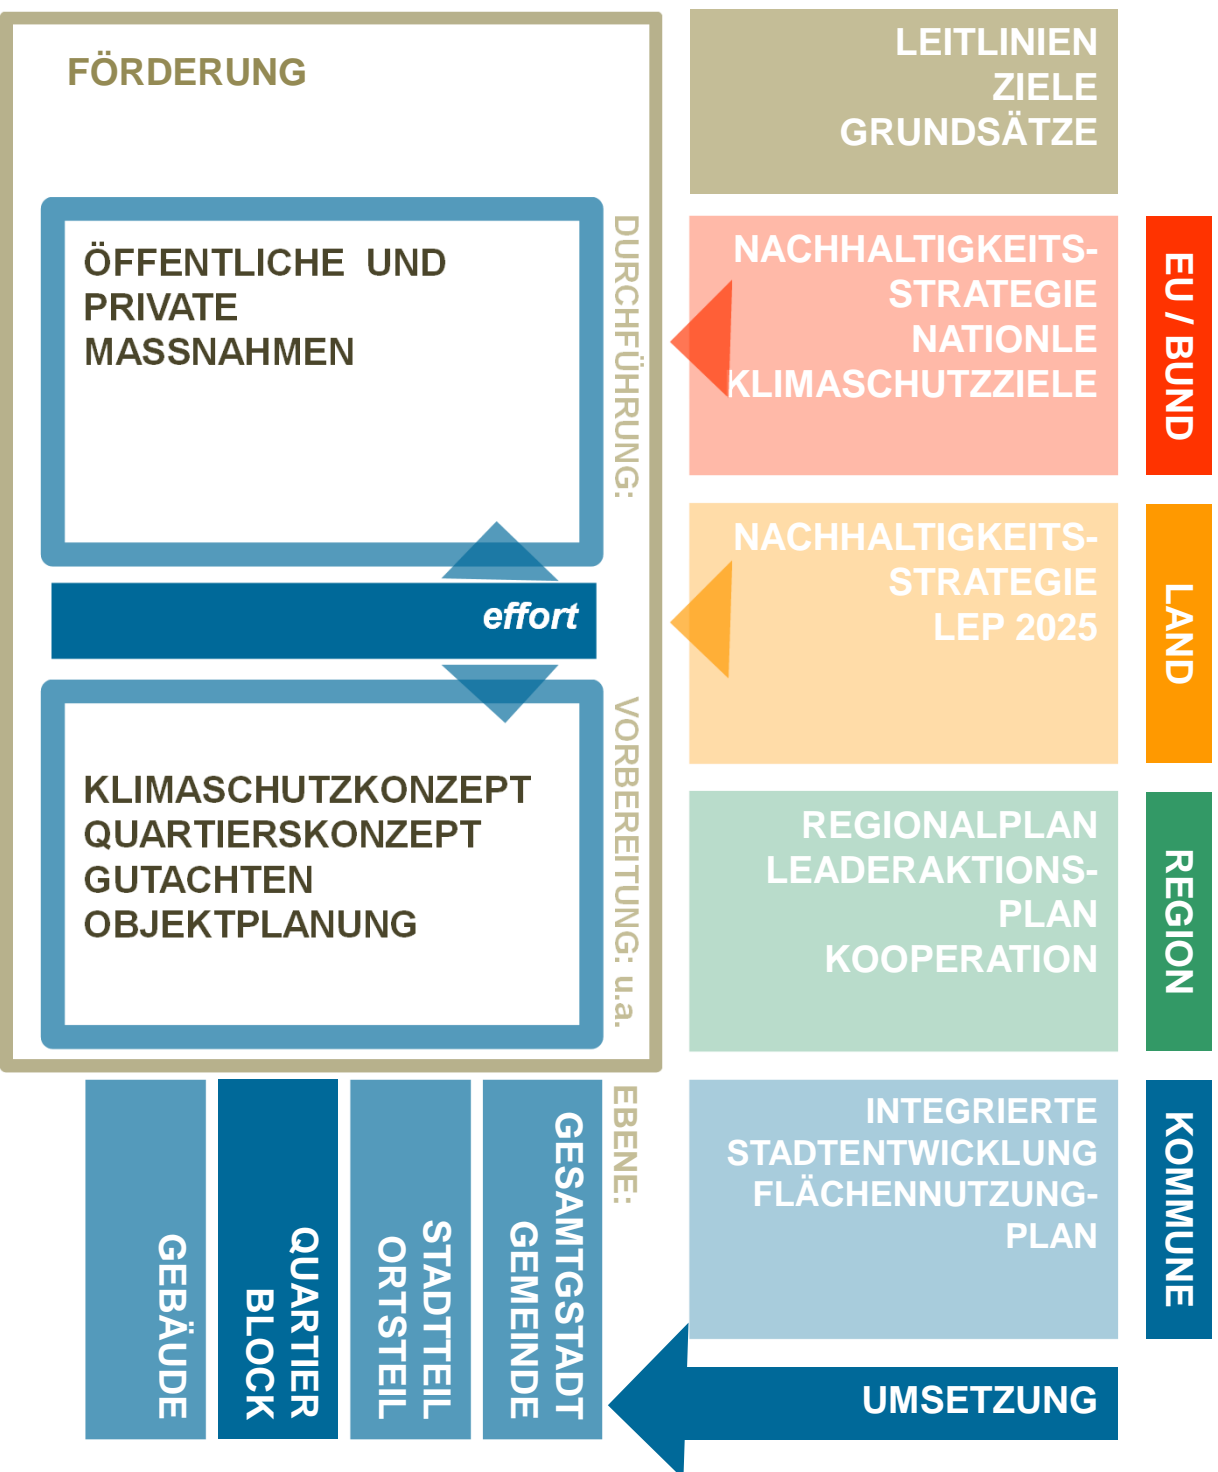 FÖRDERUNG
ÖFFENTLICHE UND
PRIVATE
MASSNAHMEN
DURCHFÜHRUNG:
effort
KLIMASCHUTZKONZEPT
QUARTIERSKONZEPT
GUTACHTEN
OBJEKTPLANUNG
VORBEREITUNG: u.a.
GEBÄUDE
QUARTIER
BLOCK
STADTTEIL
ORTSTEIL
GESAMTGSTADT
GEMEINDE
EBENE:
LEITLINIEN
ZIELE
GRUNDSÄTZE
NACHHALTIGKEITS-
STRATEGIE
NATIONLE
KLIMASCHUTZZIELE
EU / BUND
NACHHALTIGKEITS-
STRATEGIE
LEP 2025
LAND
REGIONALPLAN
LEADERAKTIONS-
PLAN
KOOPERATION
REGION
INTEGRIERTE
STADTENTWICKLUNG
FLÄCHENNUTZUNG-
PLAN
KOMMUNE
UMSETZUNG